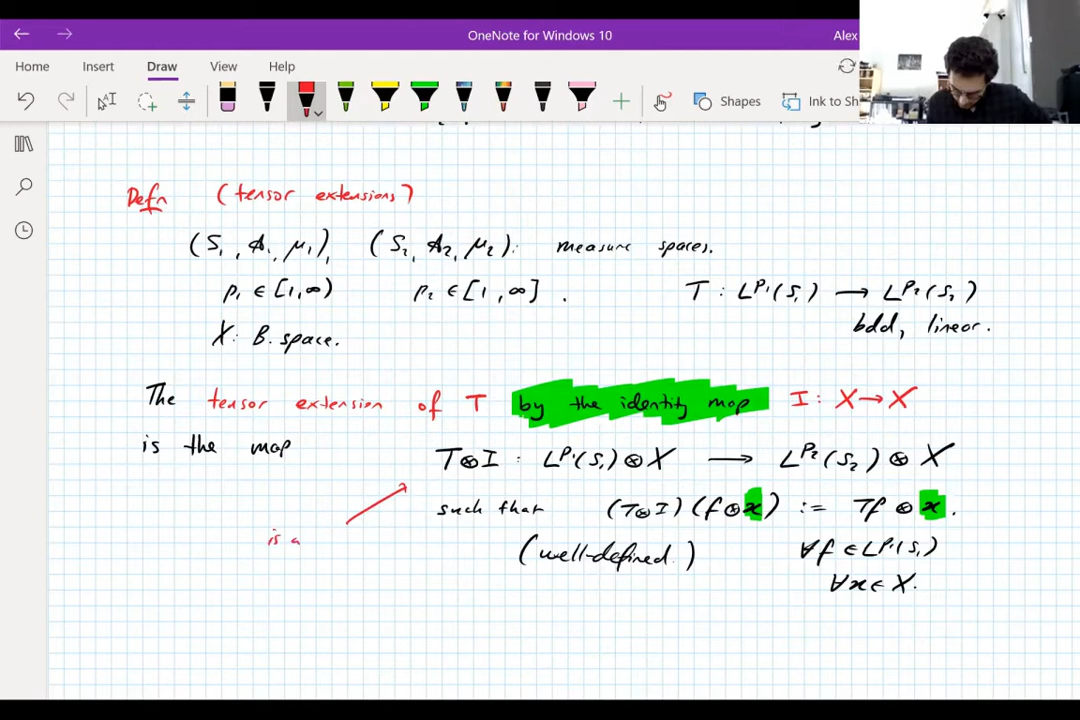 OneNote for Windows 10
Alex
Home Insert Draw View Help
Shapes Ink to Sh
Defn (tensor extensions)
(S₁, 𝒜₁, μ₁), (S₂, 𝒜₂, μ₂): measure spaces.
p₁ ∈ [1,∞) p₂ ∈ [1,∞]. T : L^p₁(S₁) → L^p₂(S₂)
bdd, linear.
X: B. space.
The tensor extension of T by the identity map I : X→X
is the map
T⊗I : L^p₁(S₁)⊗X → L^p₂(S₂) ⊗ X
such that (T⊗I)(f⊗x) := Tf ⊗ x.
is a
(well-defined.) ∀f ∈ L^p₁(S₁)
∀x ∈ X.